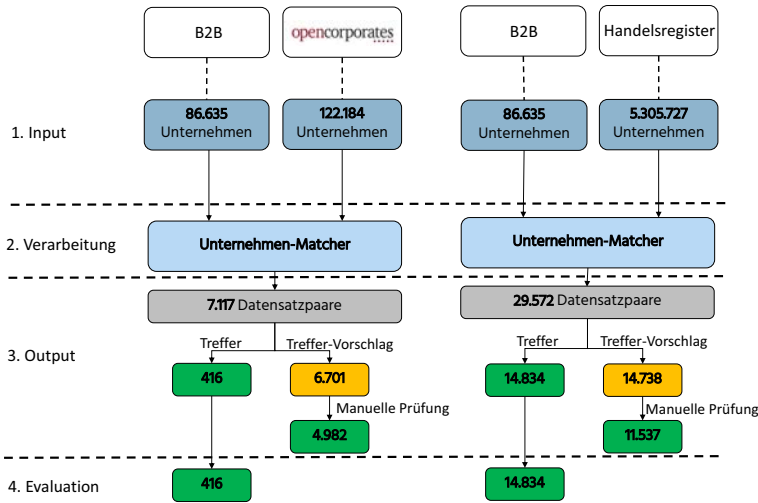 B2B
opencorporates
B2B
Handelsregister
1. Input
86.635
Unternehmen
122.184
Unternehmen
86.635
Unternehmen
5.305.727
Unternehmen
2. Verarbeitung
Unternehmen-Matcher
Unternehmen-Matcher
3. Output
7.117 Datensatzpaare
Treffer
Treffer-Vorschlag
416
6.701
Manuelle Prüfung
4.982
29.572 Datensatzpaare
Treffer
Treffer-Vorschlag
14.834
14.738
Manuelle Prüfung
11.537
4. Evaluation
416
14.834